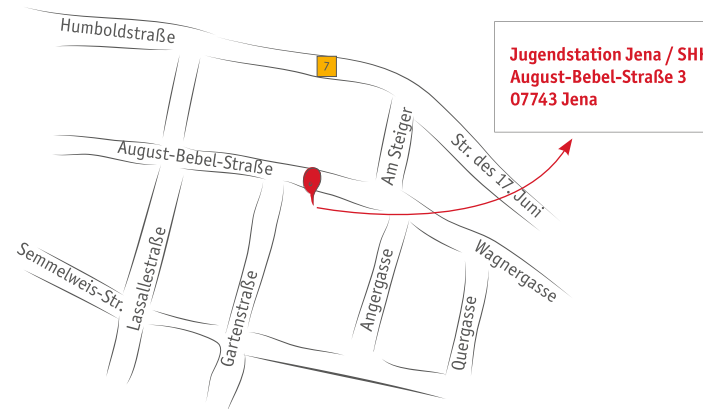 Humboldstraße
7
Jugendstation Jena /
August-Bebel-Straße 3
07743 Jena
August-Bebel-Straße
Am Steiger
Str. des 17. Juni
Semmelweis-Str.
Lassallestraße
Gartenstraße
Angergasse
Wagnergasse
Quergasse